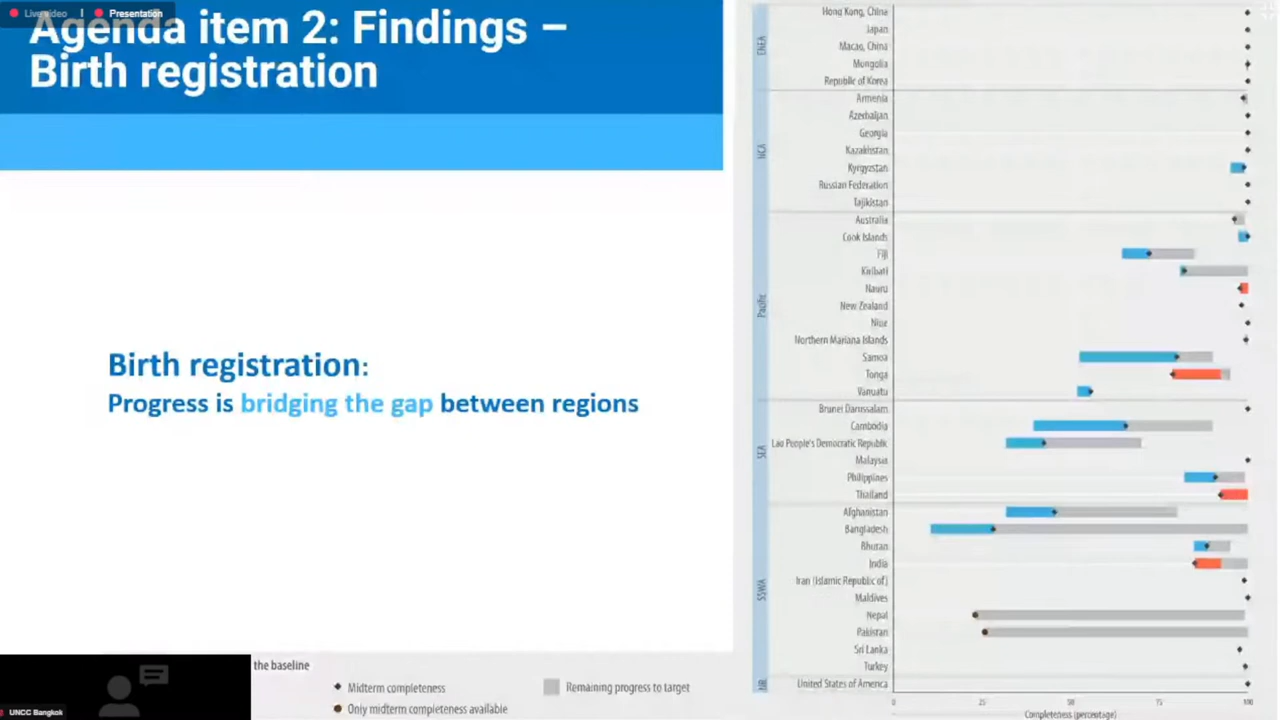 Live video
Presentation
Agenda item 2: Findings –
Birth registration
Birth registration:
Progress is bridging the gap between regions
ENEA
Hong Kong, China
Japan
Macao, China
Mongolia
Republic of Korea
NCA
Armenia
Azerbaijan
Georgia
Kazakhstan
Kyrgyzstan
Russian Federation
Tajikistan
Pacific
Australia
Cook Islands
Fiji
Kiribati
Nauru
New Zealand
Niue
Northern Mariana Islands
Samoa
Tonga
Vanuatu
SEA
Brunei Darussalam
Cambodia
Lao People's Democratic Republic
Malaysia
Philippines
Thailand
SSWA
Afghanistan
Bangladesh
Bhutan
India
Iran (Islamic Republic of)
Maldives
Nepal
Pakistan
Sri Lanka
Turkey
NR
United States of America
0 25 50 75 100
Completeness (percentage)
the baseline
Midterm completeness
Remaining progress to target
Only midterm completeness available
UNCC Bangkok